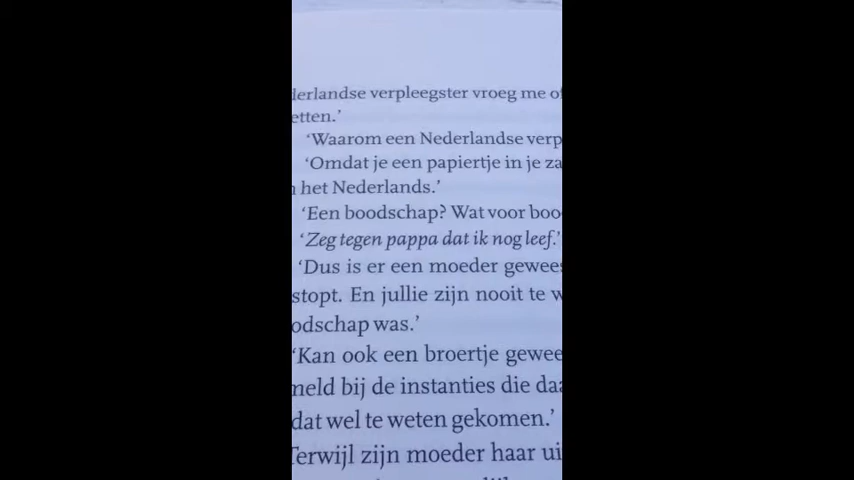 derlandse verpleegster vroeg me of
etten.’
‘Waarom een Nederlandse verp
‘Omdat je een papiertje in je za
het Nederlands.’
‘Een boodschap? Wat voor boo
‘Zeg tegen pappa dat ik nog leef.’
‘Dus is er een moeder gewees
stopt. En jullie zijn nooit te w
odschap was.’
‘Kan ook een broertje gewee
meld bij de instanties die daa
dat wel te weten gekomen.’
Terwijl zijn moeder haar ui